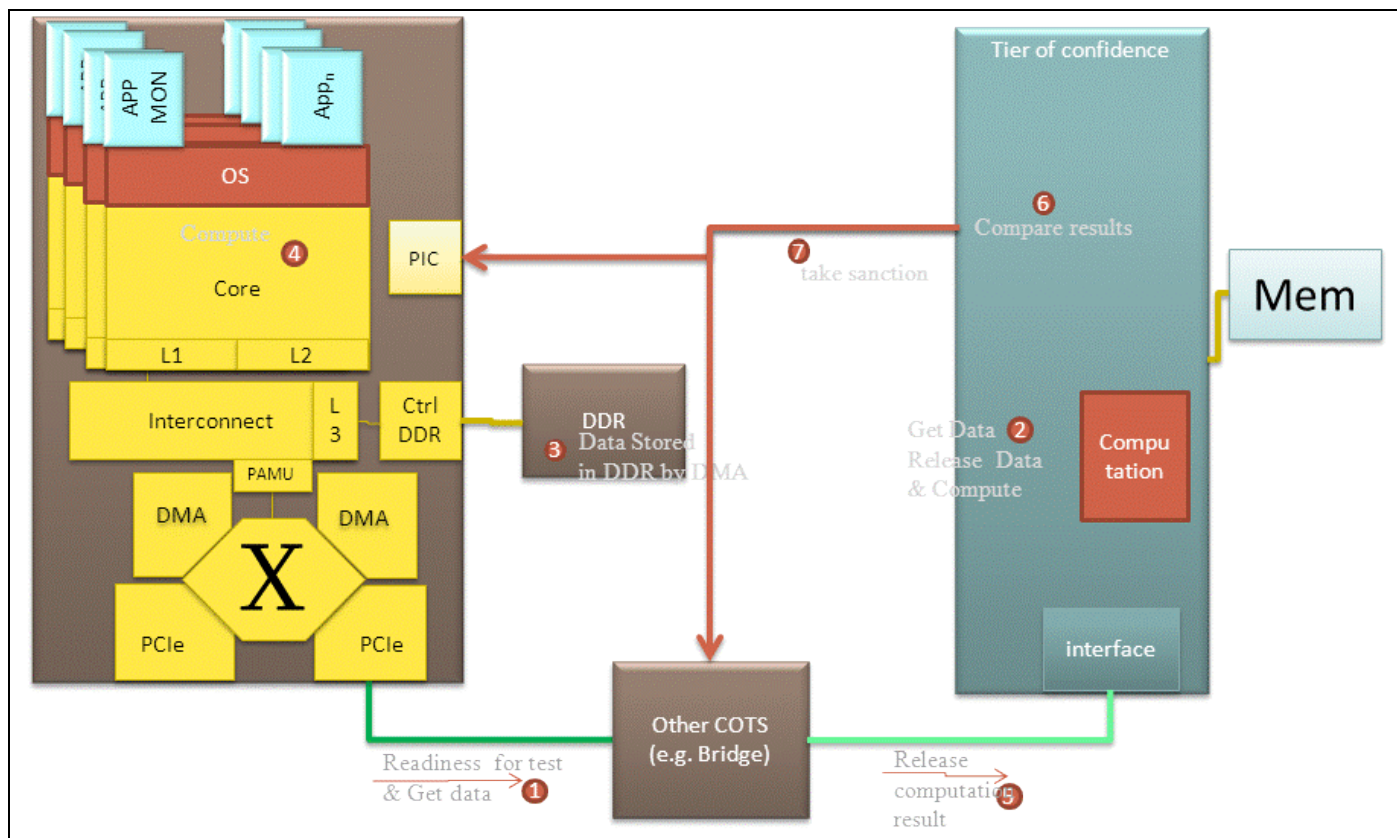 APP
APP
APP
MON
App n
OS
Compute
4
Core
L1
L2
PIC
Interconnect
L
3
Ctrl
DDR
PAMU
DMA
DMA
X
PCIe
PCIe
DDR
3 Data Stored
in DDR by DMA
7
take sanction
Tier of confidence
6
Compare results
Mem
Get Data 2
Release Data
& Compute
Compu
tation
interface
Other COTS
(e.g. Bridge)
Readiness for test
& Get data 1
Release
computation
5
result